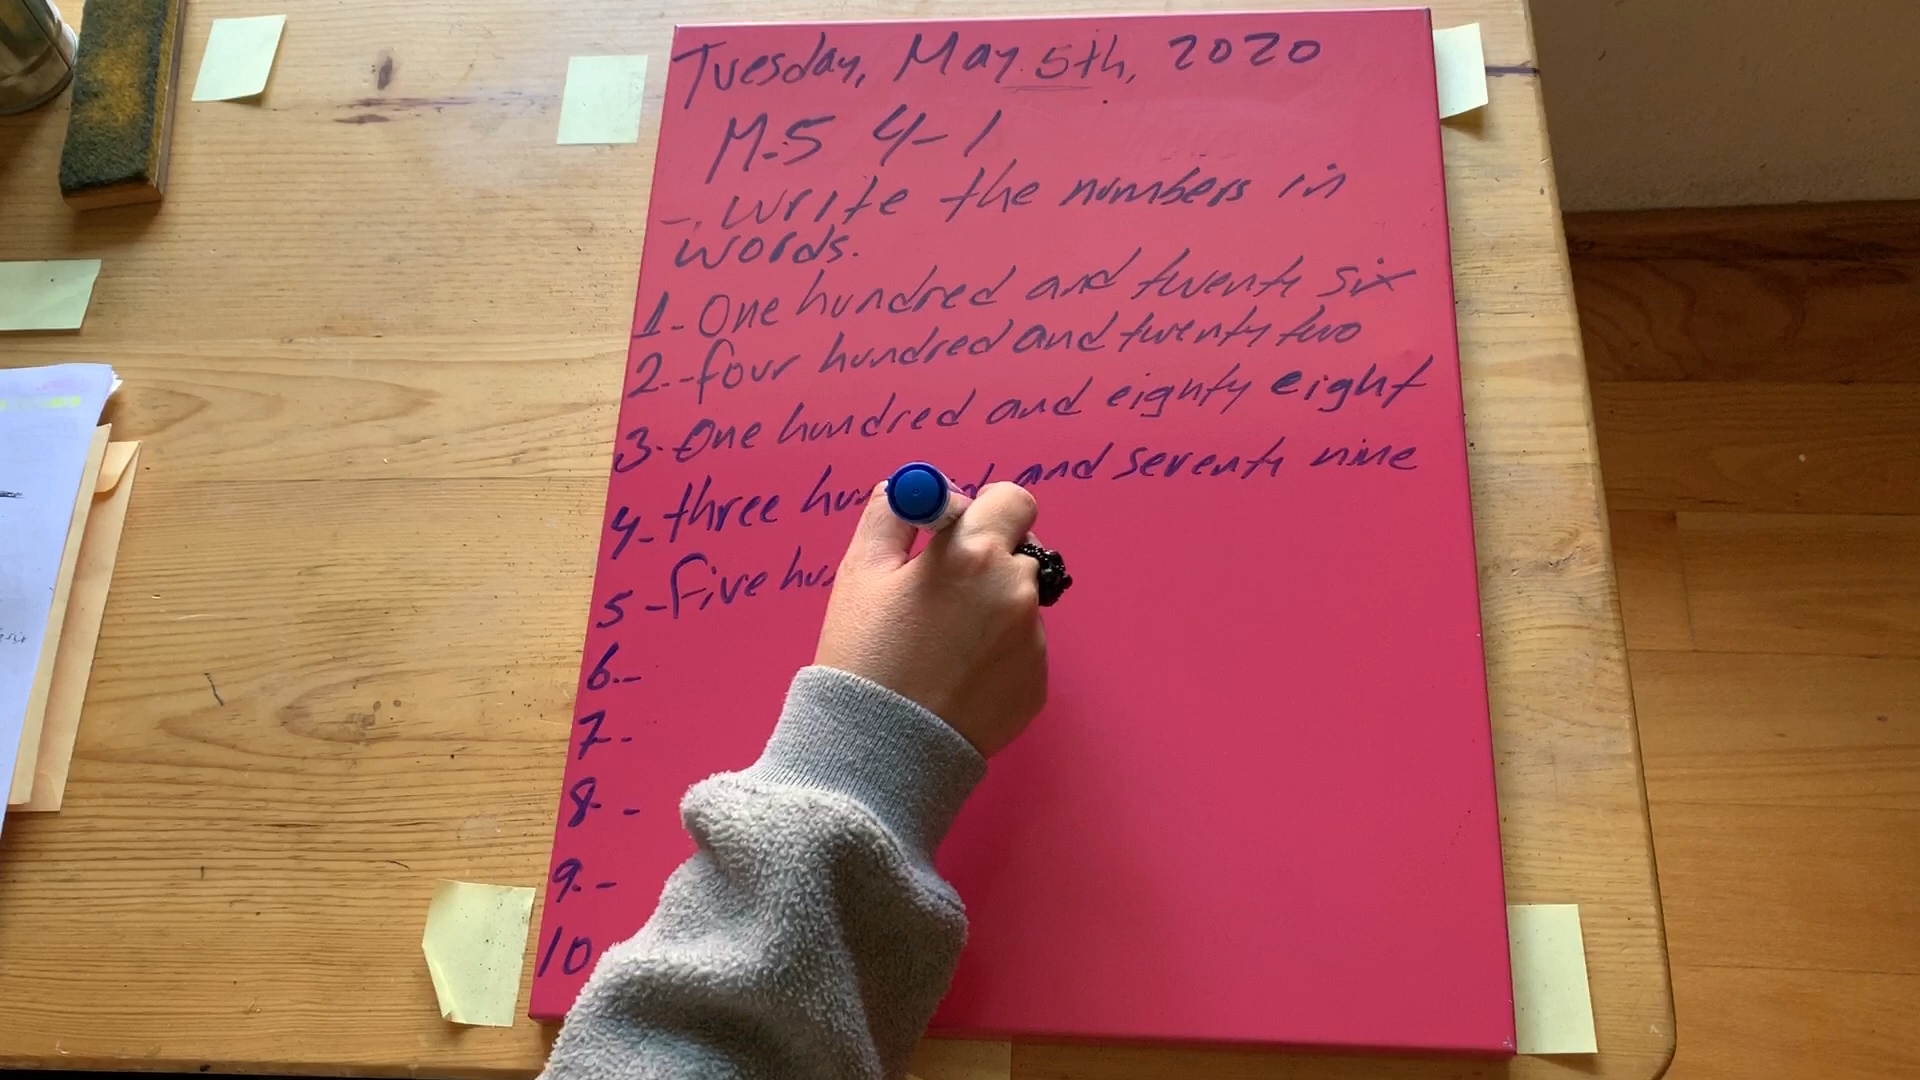 Tuesday, May 5th, 2020
M-5 4-1
-. Write the numbers in
words.
1- One hundred and twenty six
2.- four hundred and twenty two
3. One hundred and eighty eight
4- three and seventy nine
5 - five
6.-
7.-
8.-
9.-
10